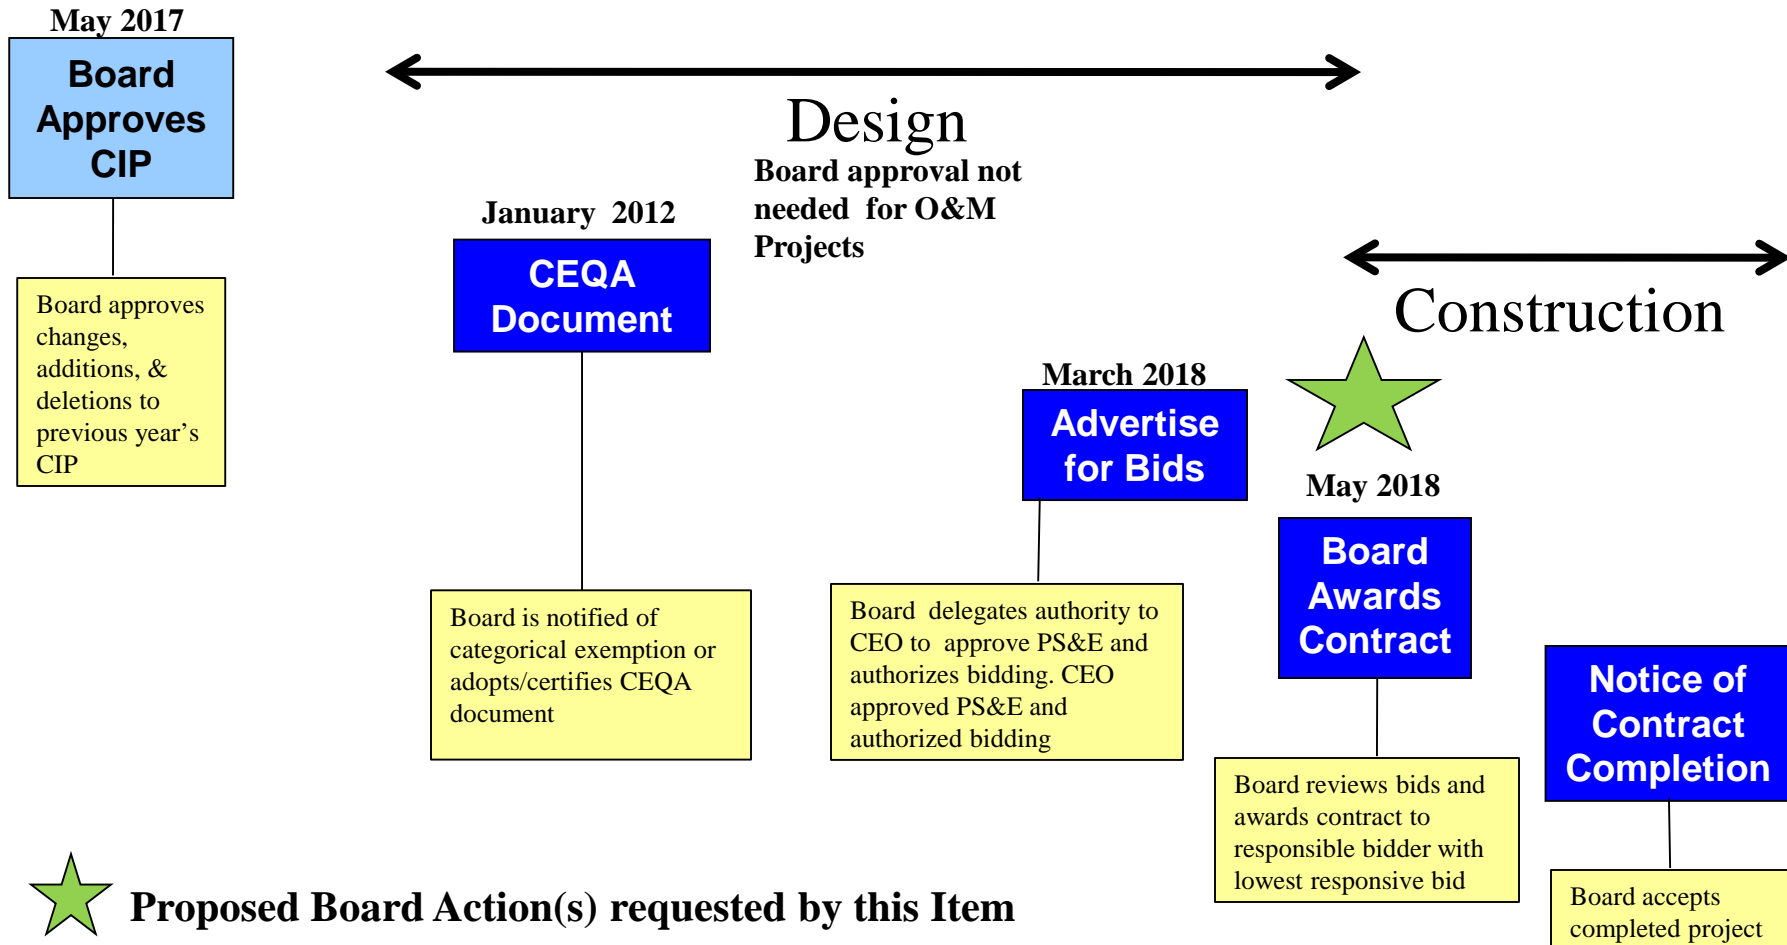 May 2017
Board
Approves
CIP
Board approves
changes,
additions, &
deletions to
previous year’s
CIP
Design
Board approval not
needed for O&M
Projects
January 2012
CEQA
Document
Board is notified of
categorical exemption or
adopts/certifies CEQA
document
March 2018
Advertise
for Bids
Board delegates authority to
CEO to approve PS&E and
authorizes bidding. CEO
approved PS&E and
authorized bidding
Construction
May 2018
Board
Awards
Contract
Board reviews bids and
awards contract to
responsible bidder with
lowest responsive bid
Notice of
Contract
Completion
Board accepts
completed project
Proposed Board Action(s) requested by this Item